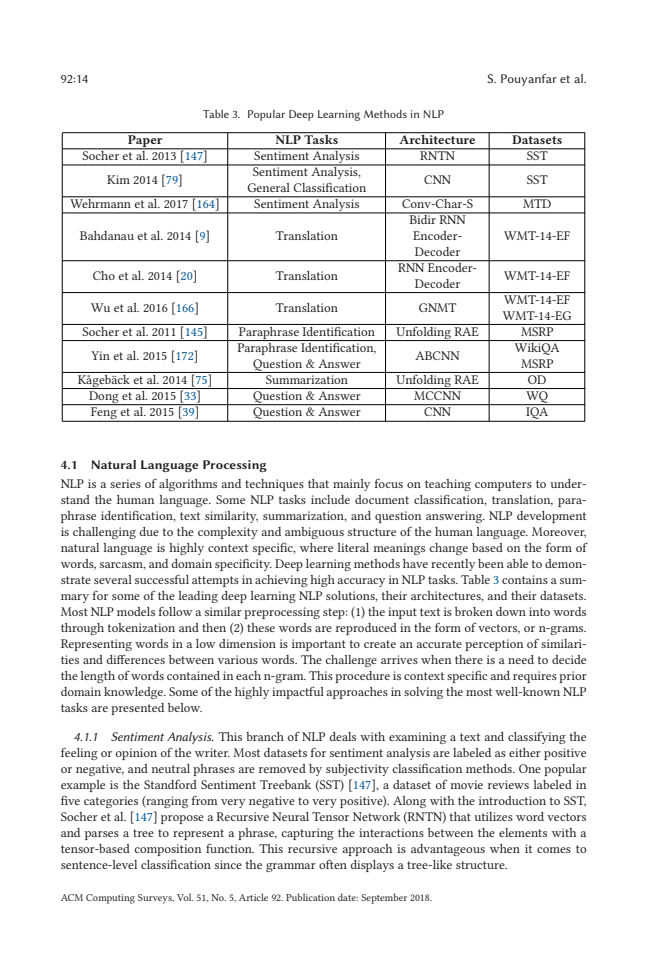 92:14 S. Pouyanfar et al.
Table 3. Popular Deep Learning Methods in NLP
Paper NLP Tasks Architecture Datasets
Socher et al. 2013 [147] Sentiment Analysis RNTN SST
Kim 2014 [79] Sentiment Analysis, General Classification CNN SST
Wehrmann et al. 2017 [164] Sentiment Analysis Conv-Char-S MTD
Bahdanau et al. 2014 [9] Translation Bidir RNN Encoder-Decoder WMT-14-EF
Cho et al. 2014 [20] Translation RNN Encoder-Decoder WMT-14-EF
Wu et al. 2016 [166] Translation GNMT WMT-14-EF WMT-14-EG
Socher et al. 2011 [145] Paraphrase Identification Unfolding RAE MSRP
Yin et al. 2015 [172] Paraphrase Identification, Question & Answer ABCNN WikiQA MSRP
Kågebäck et al. 2014 [75] Summarization Unfolding RAE OD
Dong et al. 2015 [33] Question & Answer MCCNN WQ
Feng et al. 2015 [39] Question & Answer CNN IQA
4.1 Natural Language Processing
NLP is a series of algorithms and techniques that mainly focus on teaching computers to under-
stand the human language. Some NLP tasks include document classification, translation, para-
phrase identification, text similarity, summarization, and question answering. NLP development
is challenging due to the complexity and ambiguous structure of the human language. Moreover,
natural language is highly context specific, where literal meanings change based on the form of
words, sarcasm, and domain specificity. Deep learning methods have recently been able to demon-
strate several successful attempts in achieving high accuracy in NLP tasks. Table 3 contains a sum-
mary for some of the leading deep learning NLP solutions, their architectures, and their datasets.
Most NLP models follow a similar preprocessing step: (1) the input text is broken down into words
through tokenization and then (2) these words are reproduced in the form of vectors, or n-grams.
Representing words in a low dimension is important to create an accurate perception of similari-
ties and differences between various words. The challenge arrives when there is a need to decide
the length of words contained in each n-gram. This procedure is context specific and requires prior
domain knowledge. Some of the highly impactful approaches in solving the most well-known NLP
tasks are presented below.
4.1.1 Sentiment Analysis. This branch of NLP deals with examining a text and classifying the
feeling or opinion of the writer. Most datasets for sentiment analysis are labeled as either positive
or negative, and neutral phrases are removed by subjectivity classification methods. One popular
example is the Standford Sentiment Treebank (SST) [147], a dataset of movie reviews labeled in
five categories (ranging from very negative to very positive). Along with the introduction to SST,
Socher et al. [147] propose a Recursive Neural Tensor Network (RNTN) that utilizes word vectors
and parses a tree to represent a phrase, capturing the interactions between the elements with a
tensor-based composition function. This recursive approach is advantageous when it comes to
sentence-level classification since the grammar often displays a tree-like structure.
ACM Computing Surveys, Vol. 51, No. 5, Article 92. Publication date: September 2018.